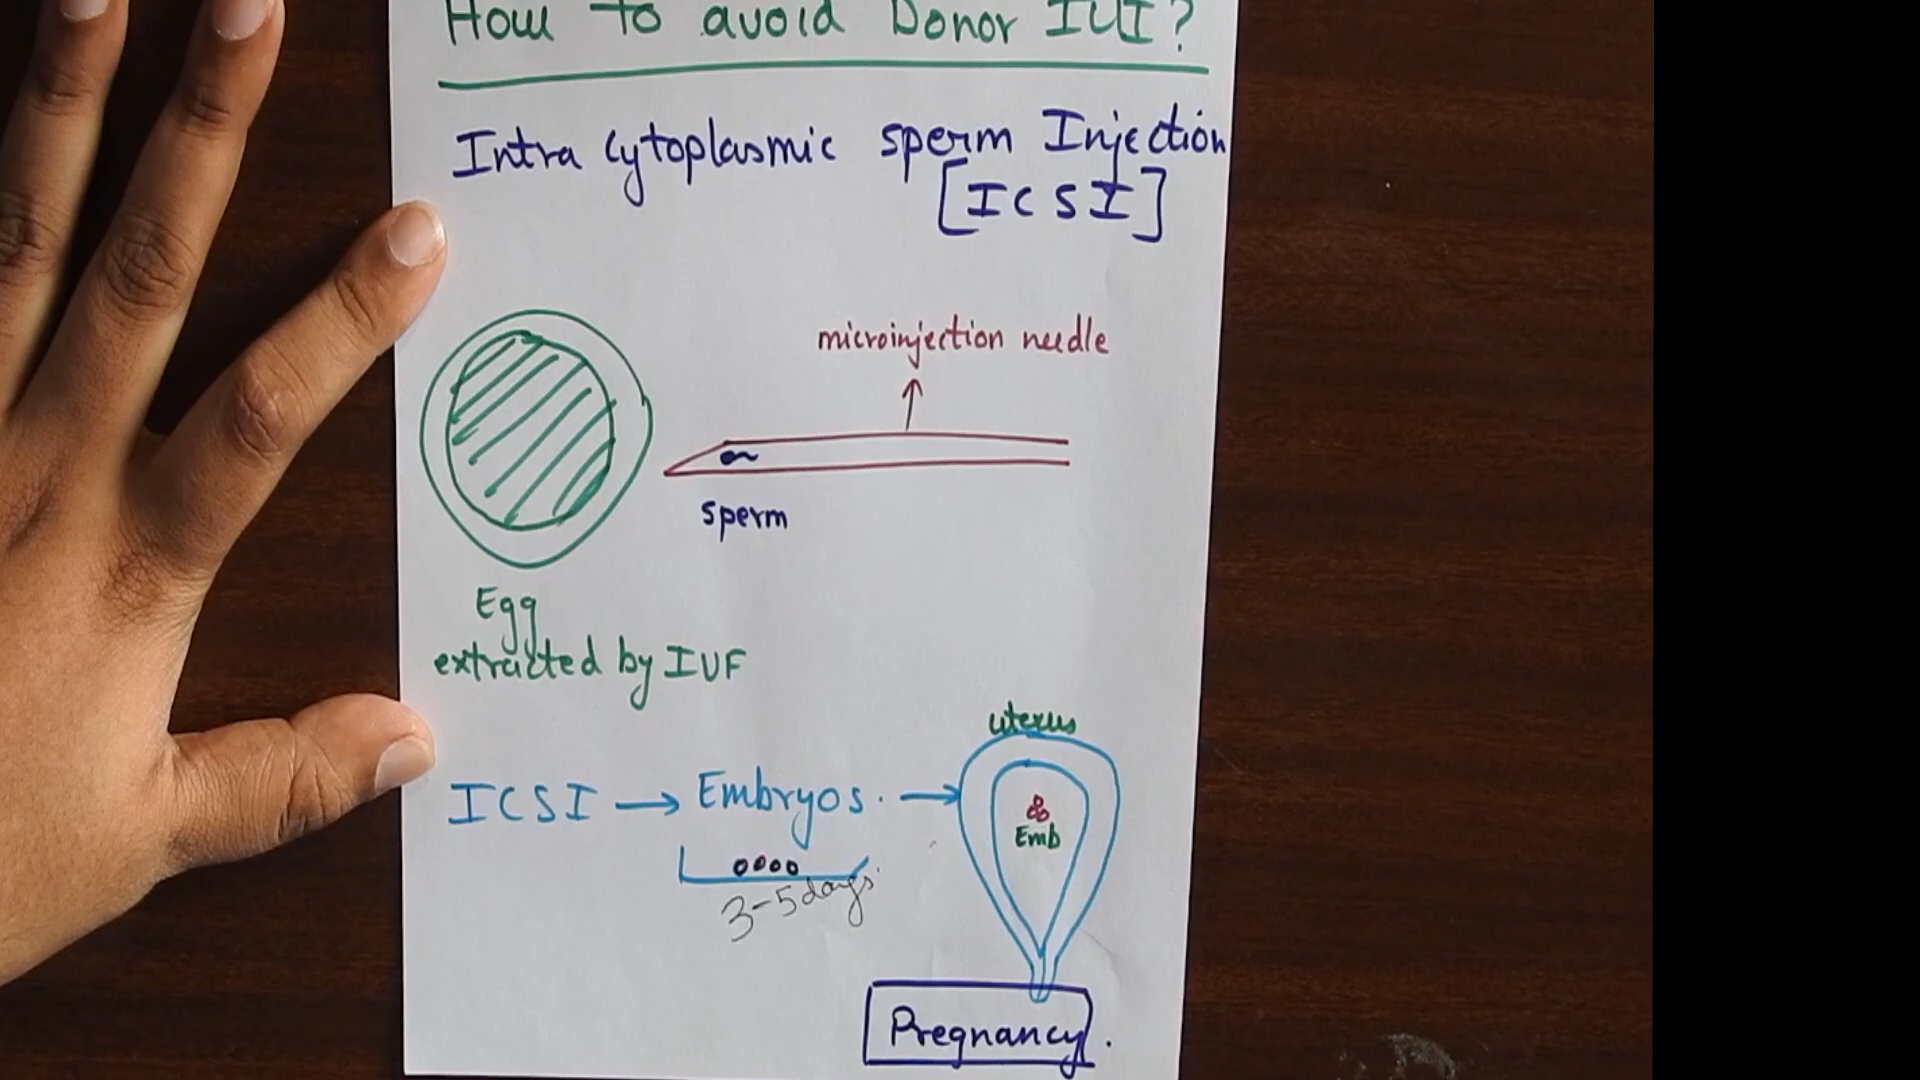 How to avoid Donor IUI?
Intra cytoplasmic sperm Injection
[ICSI]
microinjection needle
sperm
Egg
extracted by IVF
uterus
ICSI → Embryos. →
Emb
3-5 days.
Pregnancy.